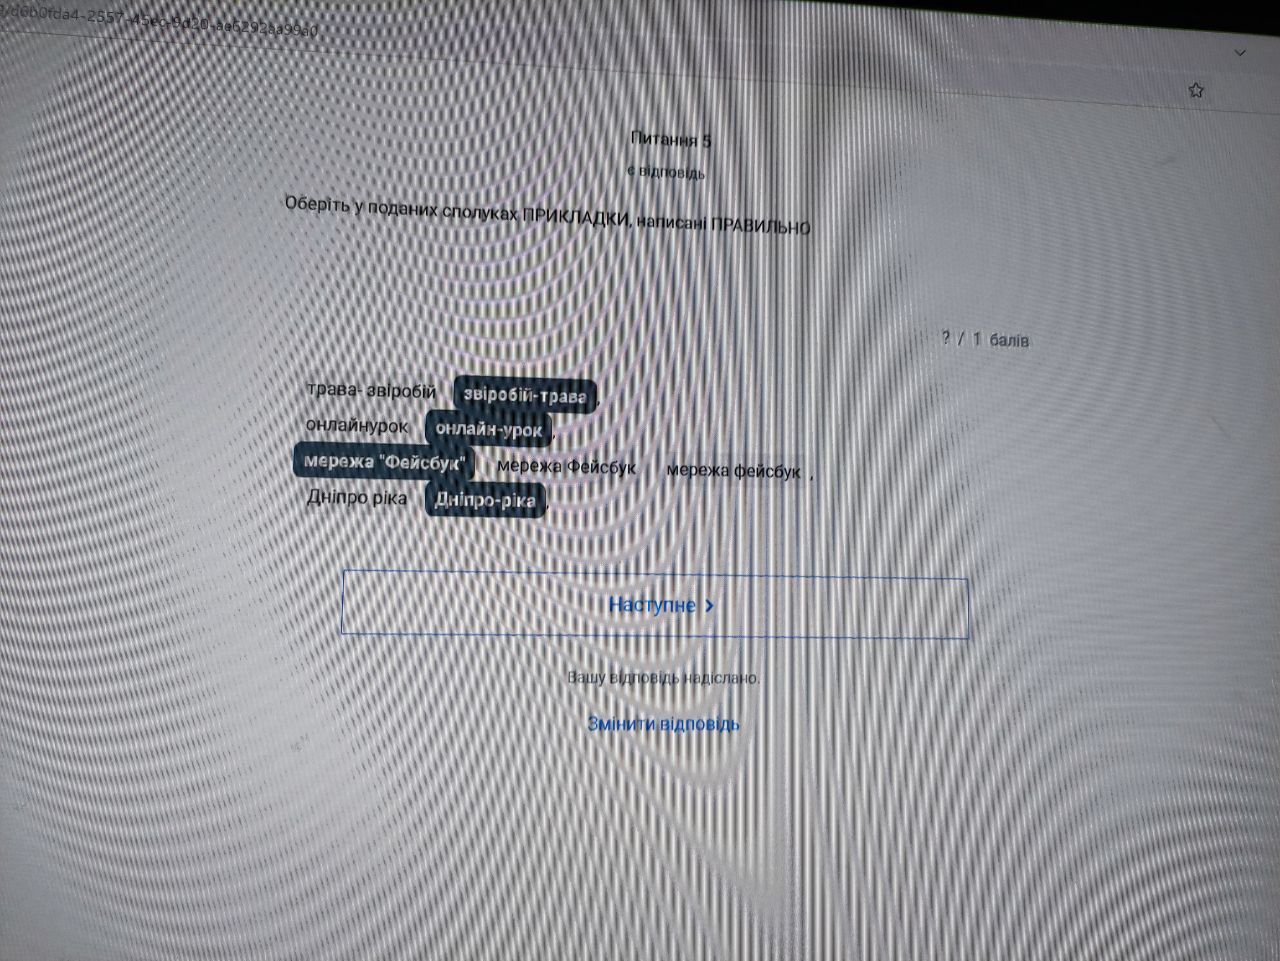 /d6b0fda4-2557-45ec-9d20-ae6292aa99a0
Питання 5
є відповідь
Оберіть у поданих сполуках ПРИКЛАДКИ, написані ПРАВИЛЬНО
? / 1 балів
трава- звіробій звіробій-трава,
онлайнурок онлайн-урок,
мережа "Фейсбук" мережа Фейсбук мережа фейсбук ,
Дніпро ріка Дніпро-ріка,
Наступне >
Вашу відповідь надіслано.
Змінити відповідь